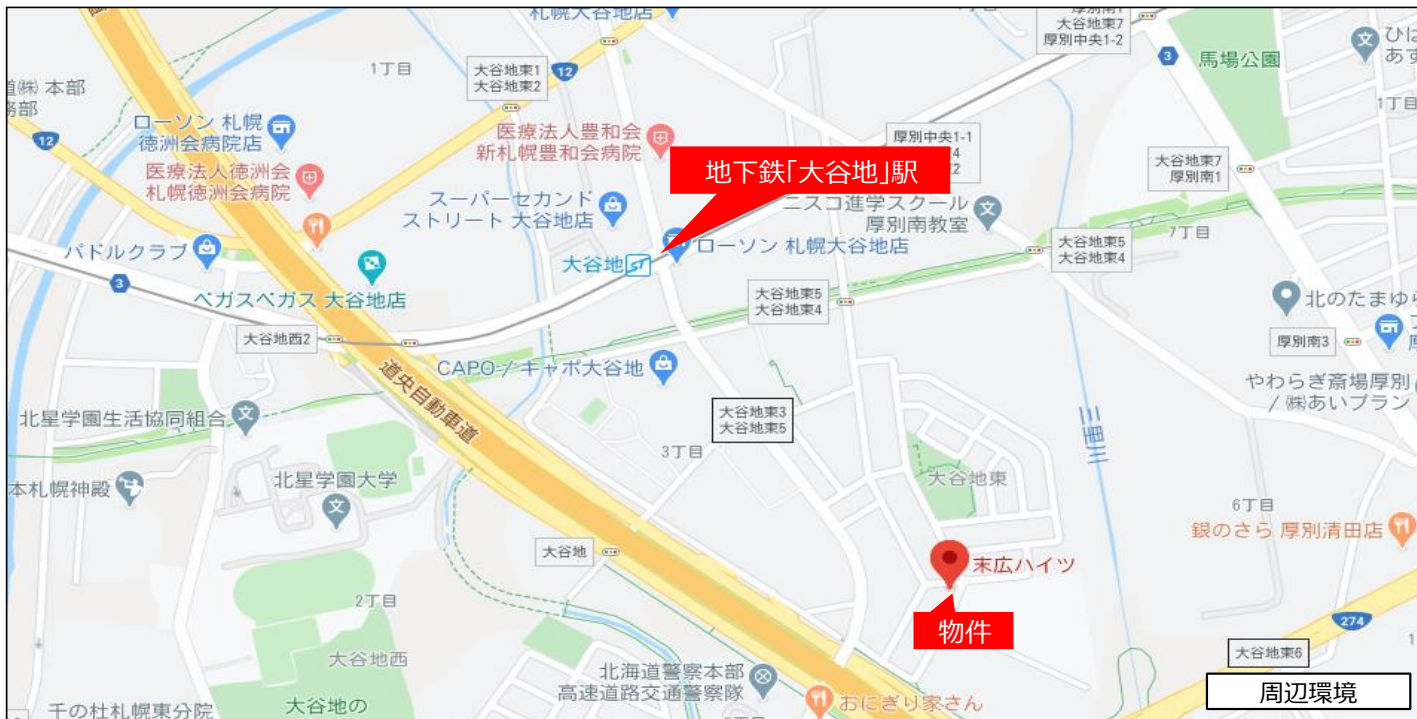 札幌大谷地店
大谷地東7
厚別中央1-2
馬場公園
1丁目
大谷地東1
大谷地東2
12
3
本部
ローソン 札幌
徳洲会病院店
12
医療法人豊和会
新札幌豊和会病院
厚別中央1-1
1丁目
医療法人徳洲会
札幌徳洲会病院
地下鉄「大谷地」駅
大谷地東7
厚別南1
スーパーセカンド
ストリート 大谷地店
ニスコ進学スクール
厚別南教室
パドルクラブ
ローソン 札幌大谷地店
大谷地東5
大谷地東4
7丁目
大谷地
3
ベガスベガス 大谷地店
大谷地東5
大谷地東4
北のたまゆら
大谷地西2
厚別南3
CAPO / キャポ大谷地
道央自動車道
やわらぎ斎場厚別
/ ㈱あいプラン
北星学園生活協同組合
大谷地東3
大谷地東5
三里川
3丁目
北星学園大学
大谷地東
本札幌神殿
6丁目
銀のさら 厚別清田店
大谷地
末広ハイツ
2丁目
物件
274
大谷地西
大谷地東6
北海道警察本部
高速道路交通警察隊
周辺環境
おにぎり家さん
千の杜札幌東分院
大谷地の